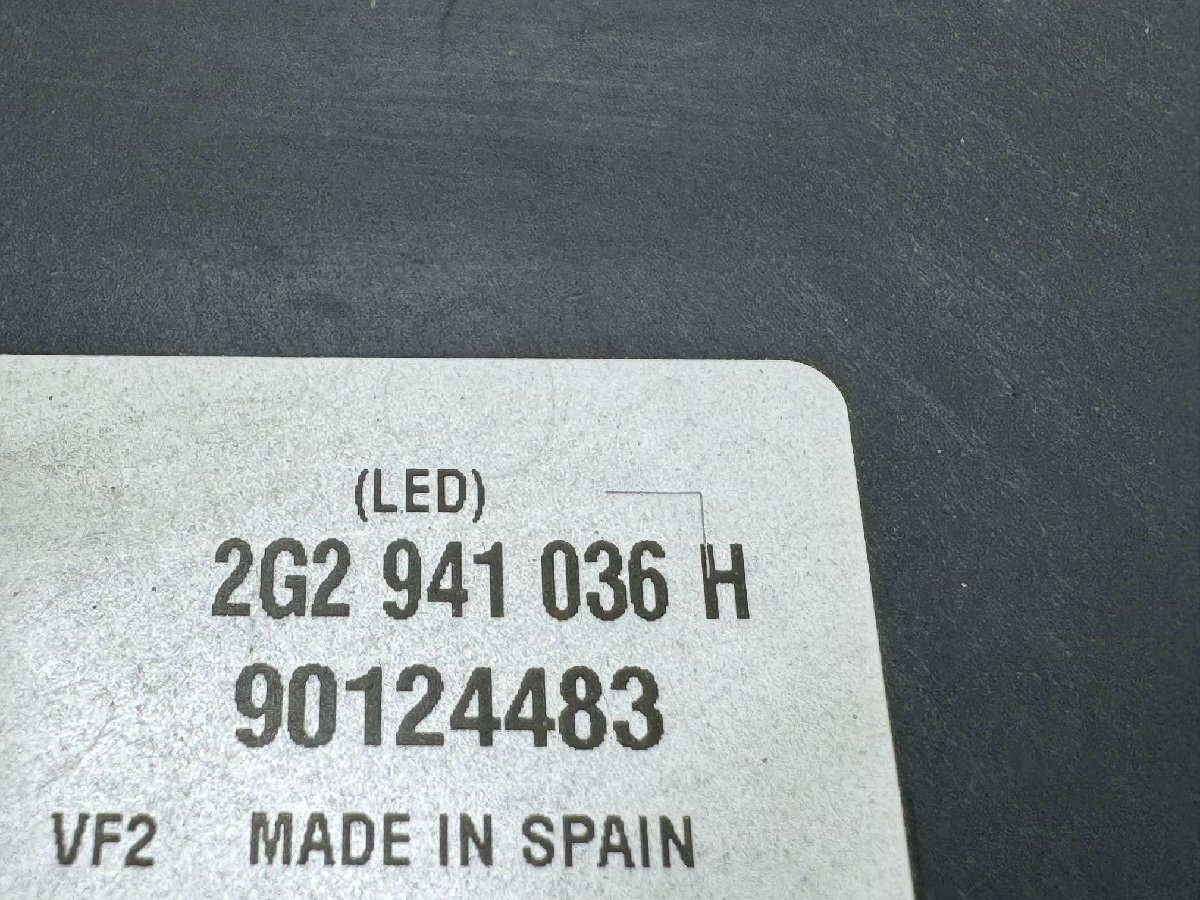 (LED)
2G2 941 036 H
90124483
VF2 MADE IN SPAIN